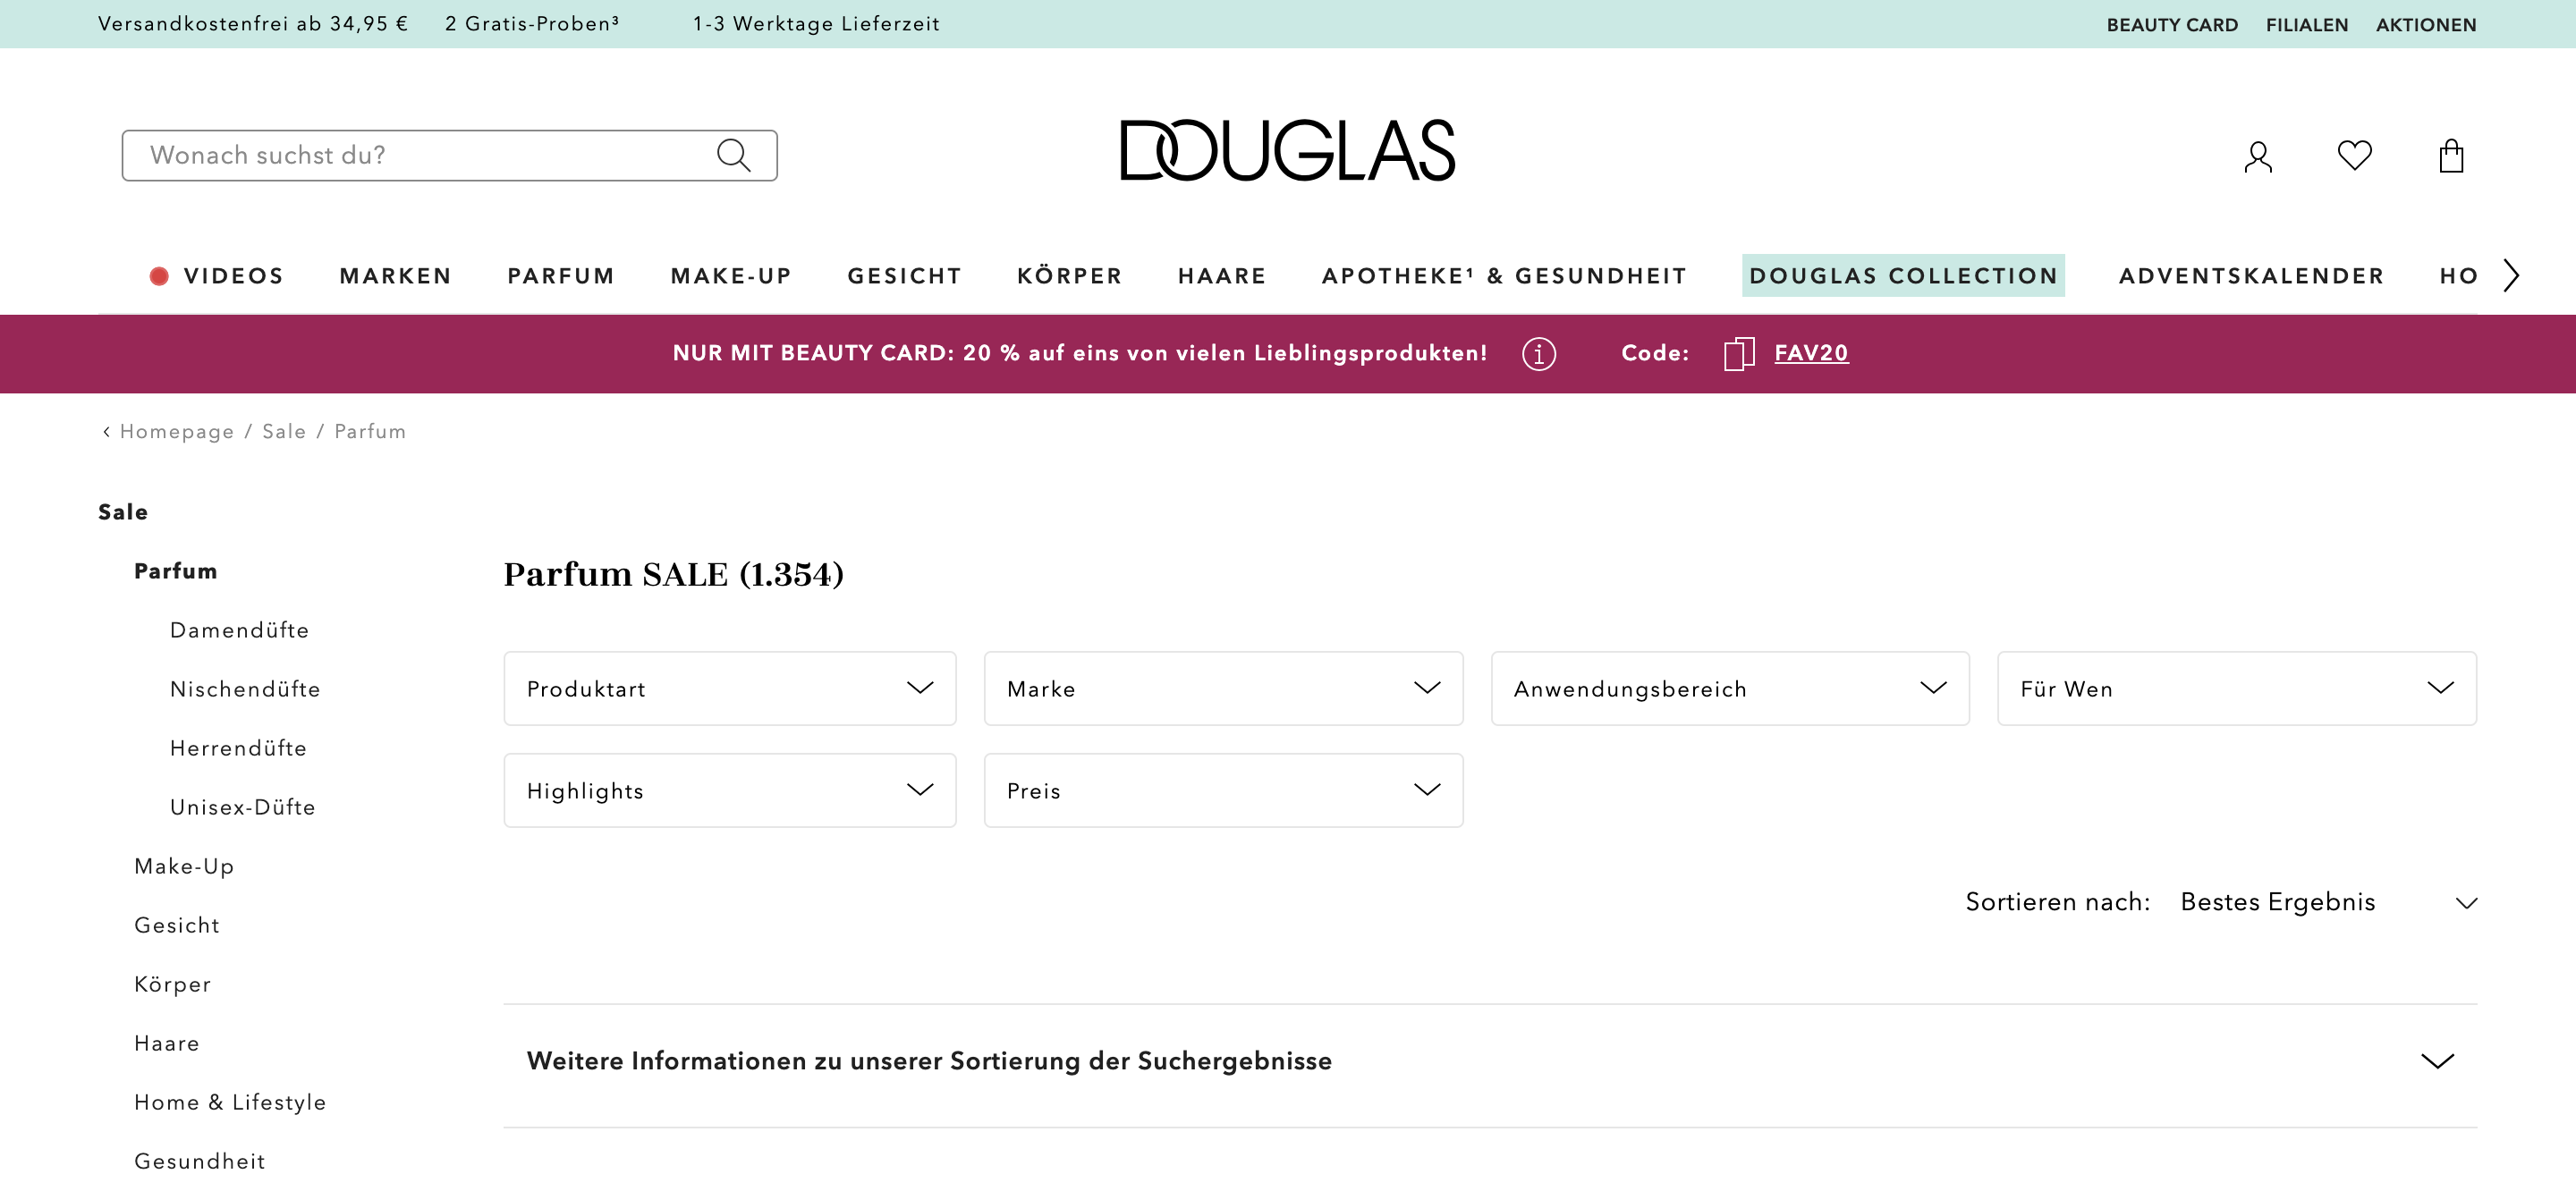 Versandkostenfrei ab 34,95 € 2 Gratis-Proben³ 1-3 Werktage Lieferzeit BEAUTY CARD FILIALEN AKTIONEN
Wonach suchst du? DOUGLAS
VIDEOS MARKEN PARFUM MAKE-UP GESICHT KÖRPER HAARE APOTHEKE¹ & GESUNDHEIT DOUGLAS COLLECTION ADVENTSKALENDER HO
NUR MIT BEAUTY CARD: 20 % auf eins von vielen Lieblingsprodukten! Code: FAV20
Homepage / Sale / Parfum
Sale
Parfum
Damendüfte
Nischendüfte
Herrendüfte
Unisex-Düfte
Make-Up
Gesicht
Körper
Haare
Home & Lifestyle
Gesundheit
Parfum SALE (1.354)
Produktart Marke Anwendungsbereich Für Wen
Highlights Preis
Sortieren nach: Bestes Ergebnis
Weitere Informationen zu unserer Sortierung der Suchergebnisse